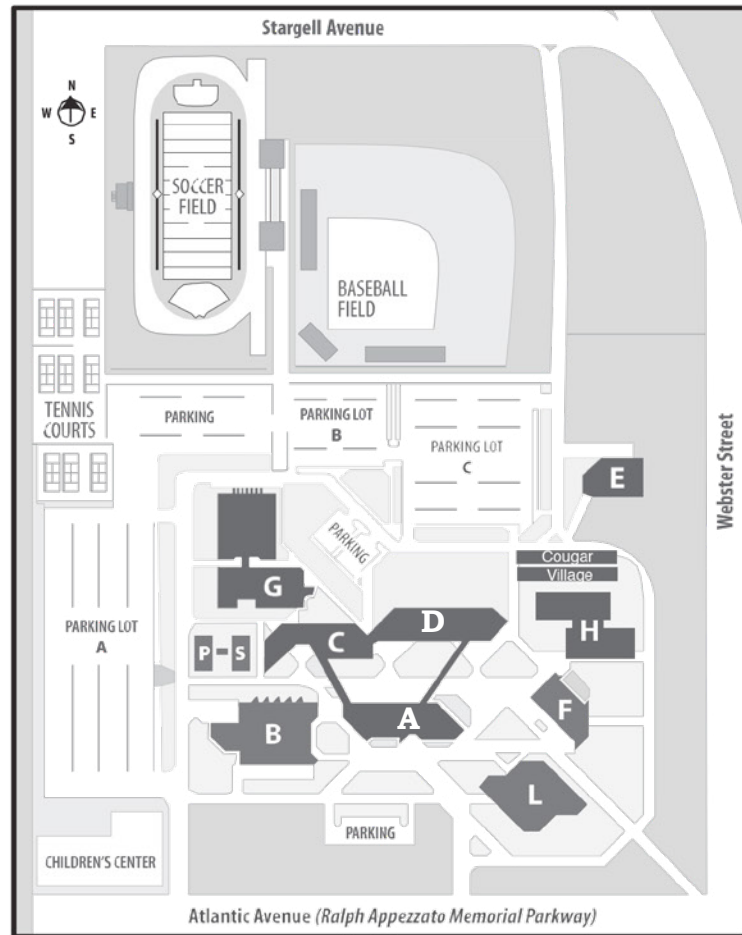 Stargell Avenue
N
W E
S
SOCCER
FIELD
BASEBALL
FIELD
TENNIS
COURTS
PARKING
PARKING LOT
B
PARKING LOT
C
Webster Street
E
PARKING
Cougar
Village
G
H
D
C
PARKING LOT
A
P S
F
A
B
L
PARKING
CHILDREN'S CENTER
Atlantic Avenue (Ralph Appezzato Memorial Parkway)